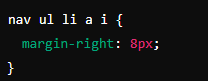 nav ul li a i {
  margin-right: 8px;
}